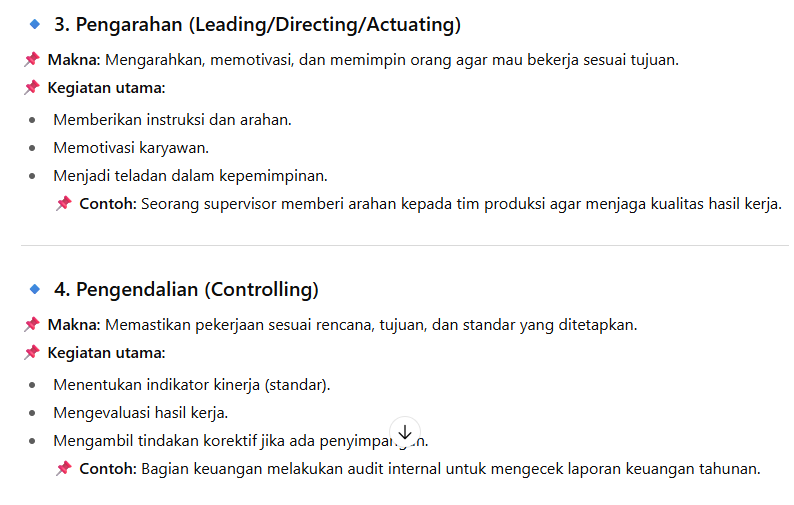 3. Pengarahan (Leading/Directing/Actuating)
Makna: Mengarahkan, memotivasi, dan memimpin orang agar mau bekerja sesuai tujuan.
Kegiatan utama:
Memberikan instruksi dan arahan.
Memotivasi karyawan.
Menjadi teladan dalam kepemimpinan.
Contoh: Seorang supervisor memberi arahan kepada tim produksi agar menjaga kualitas hasil kerja.
4. Pengendalian (Controlling)
Makna: Memastikan pekerjaan sesuai rencana, tujuan, dan standar yang ditetapkan.
Kegiatan utama:
Menentukan indikator kinerja (standar).
Mengevaluasi hasil kerja.
Mengambil tindakan korektif jika ada penyimpangan.
Contoh: Bagian keuangan melakukan audit internal untuk mengecek laporan keuangan tahunan.